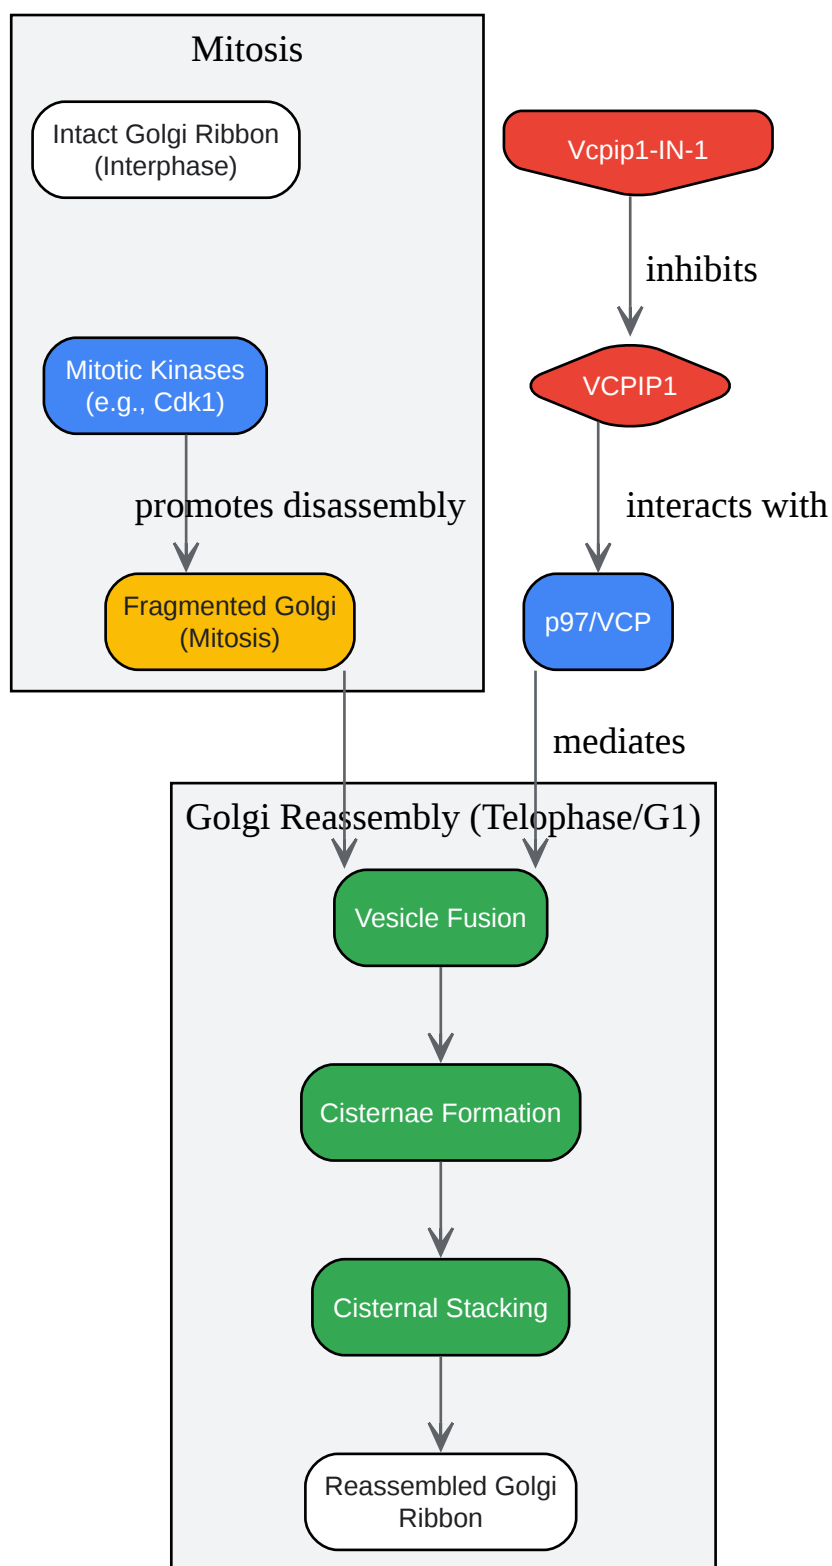 Mitosis
Intact Golgi Ribbon
(Interphase)
Vcpip1-IN-1
inhibits
Mitotic Kinases
(e.g., Cdk1)
VCPIP1
promotes disassembly
interacts with
Fragmented Golgi
(Mitosis)
p97/VCP
mediates
Golgi Reassembly (Telophase/G1)
Vesicle Fusion
Cisternae Formation
Cisternal Stacking
Reassembled Golgi
Ribbon